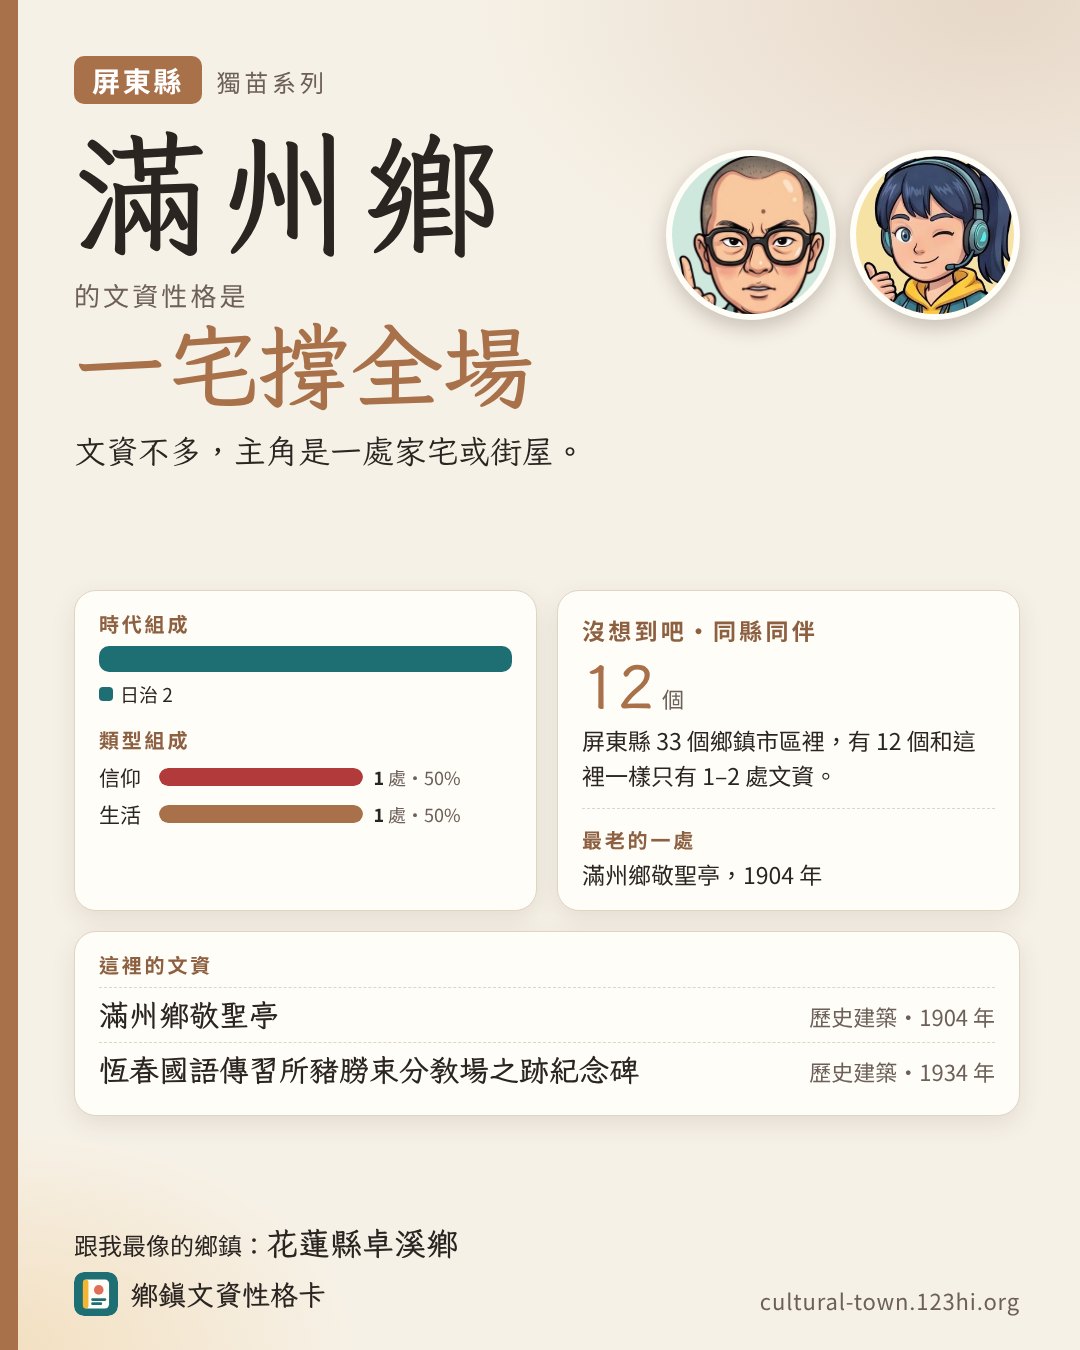 屏東縣 獨苗系列
滿州鄉
的文資性格是
一宅撐全場
文資不多，主角是一處家宅或街屋。
時代組成
日治 2
類型組成
信仰 1 處・50%
生活 1 處・50%
沒想到吧・同縣同伴
12 個
屏東縣 33 個鄉鎮市區裡，有 12 個和這
裡一樣只有 1–2 處文資。
最老的一處
滿州鄉敬聖亭，1904 年
這裡的文資
滿州鄉敬聖亭 歷史建築・1904 年
恆春國語傳習所豬朥束分教場之跡紀念碑 歷史建築・1934 年
跟我最像的鄉鎮：花蓮縣卓溪鄉
鄉鎮文資性格卡
cultural-town.123hi.org